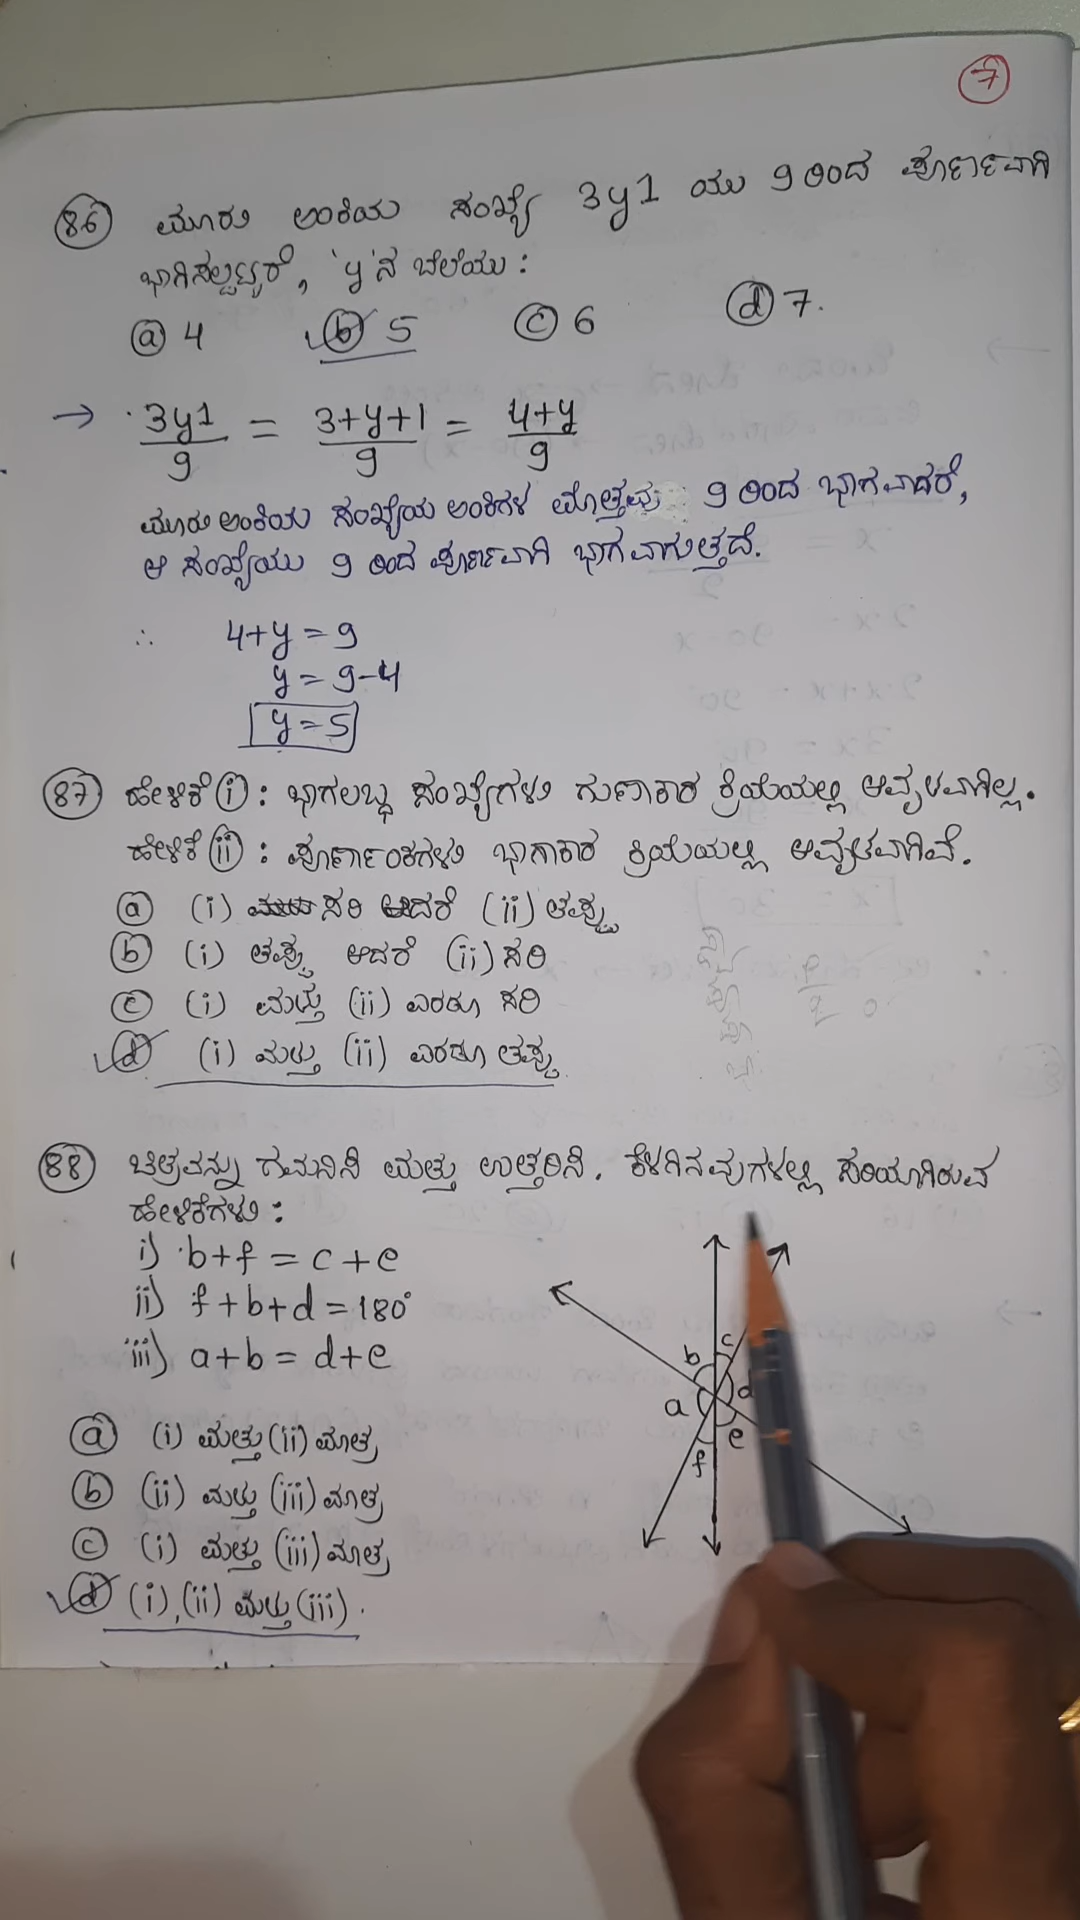 7
86 ಮೂರು ಅಂಕಿಯ ಸಂಖ್ಯೆ 3y1 ಯು 9 ರಿಂದ ಪೂರ್ಣವಾಗಿ
ಭಾಗಿಸಲ್ಪಟ್ಟರೆ, 'y' ನ ಬೆಲೆಯು :
a 4 b 5 c 6 d 7.
→ 3y1/9 = 3+y+1/9 = 4+y/9
ಮೂರು ಅಂಕಿಯ ಸಂಖ್ಯೆಯ ಅಂಕಿಗಳ ಮೊತ್ತವು 9 ರಿಂದ ಭಾಗವಾದರೆ,
ಆ ಸಂಖ್ಯೆಯು 9 ರಿಂದ ಪೂರ್ಣವಾಗಿ ಭಾಗವಾಗುತ್ತದೆ.
∴ 4+y = 9
y = 9-4
y = 5
87 ಹೇಳಿಕೆ i : ಭಾಗಲಬ್ಧ ಸಂಖ್ಯೆಗಳು ಗುಣಾಕಾರ ಕ್ರಿಯೆಯಲ್ಲಿ ಆವೃತವಾಗಿಲ್ಲ.
ಹೇಳಿಕೆ ii : ಪೂರ್ಣಾಂಕಗಳು ಭಾಗಾಕಾರ ಕ್ರಿಯೆಯಲ್ಲಿ ಆವೃತವಾಗಿವೆ.
a (i) ಸರಿ ಆದರೆ (ii) ತಪ್ಪು
b (i) ತಪ್ಪು ಆದರೆ (ii) ಸರಿ
c (i) ಮತ್ತು (ii) ಎರಡೂ ಸರಿ
d (i) ಮತ್ತು (ii) ಎರಡೂ ತಪ್ಪು
88 ಚಿತ್ರವನ್ನು ಗಮನಿಸಿ ಮತ್ತು ಉತ್ತರಿಸಿ. ಕೆಳಗಿನವುಗಳಲ್ಲಿ ಸರಿಯಾಗಿರುವ
ಹೇಳಿಕೆಗಳು :
i) b+f = c+e
ii) f+b+d = 180°
iii) a+b = d+e
b c
a d
f e
a (i) ಮತ್ತು (ii) ಮಾತ್ರ
b (ii) ಮತ್ತು (iii) ಮಾತ್ರ
c (i) ಮತ್ತು (iii) ಮಾತ್ರ
d (i), (ii) ಮತ್ತು (iii).